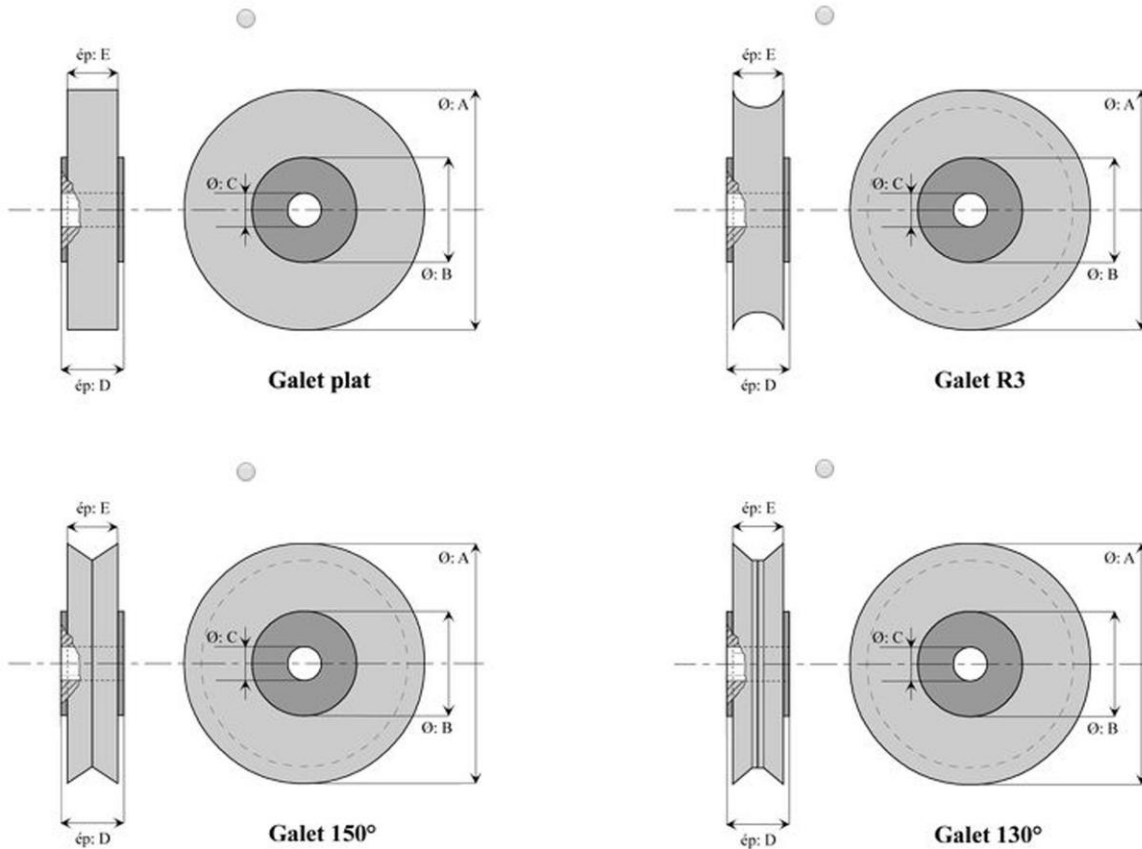 ép: E
Ø: A
Ø: C
Ø: B
ép: D
Galet plat
ép: E
Ø: A
Ø: C
Ø: B
ép: D
Galet R3
ép: E
Ø: A
Ø: C
Ø: B
ép: D
Galet 150°
ép: E
Ø: A
Ø: C
Ø: B
ép: D
Galet 130°